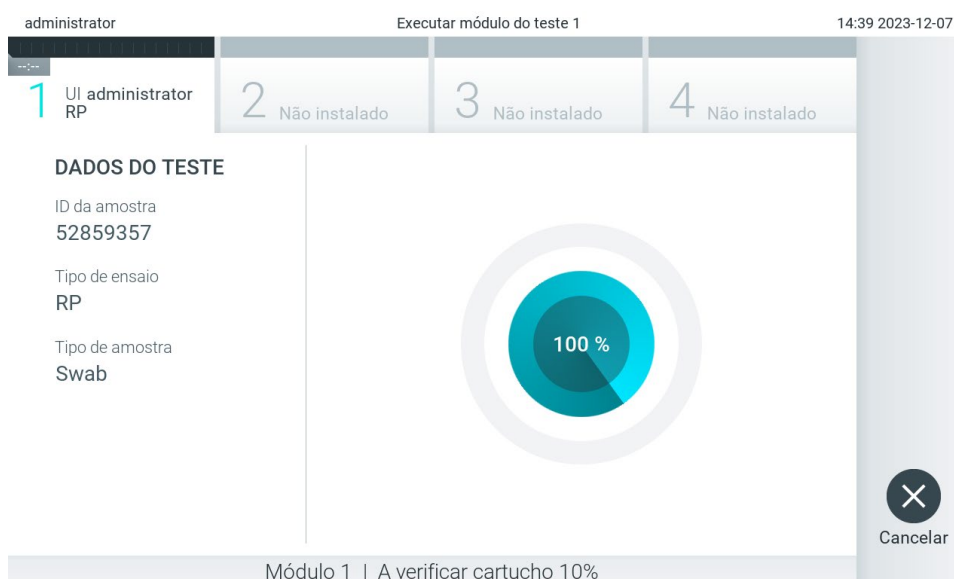 administrator
Executar módulo do teste 1
14:39 2023-12-07
--:--
1 UI administrator
RP
2 Não instalado
3 Não instalado
4 Não instalado
DADOS DO TESTE
ID da amostra
52859357
Tipo de ensaio
RP
Tipo de amostra
Swab
100 %
Cancelar
Módulo 1 | A verificar cartucho 10%